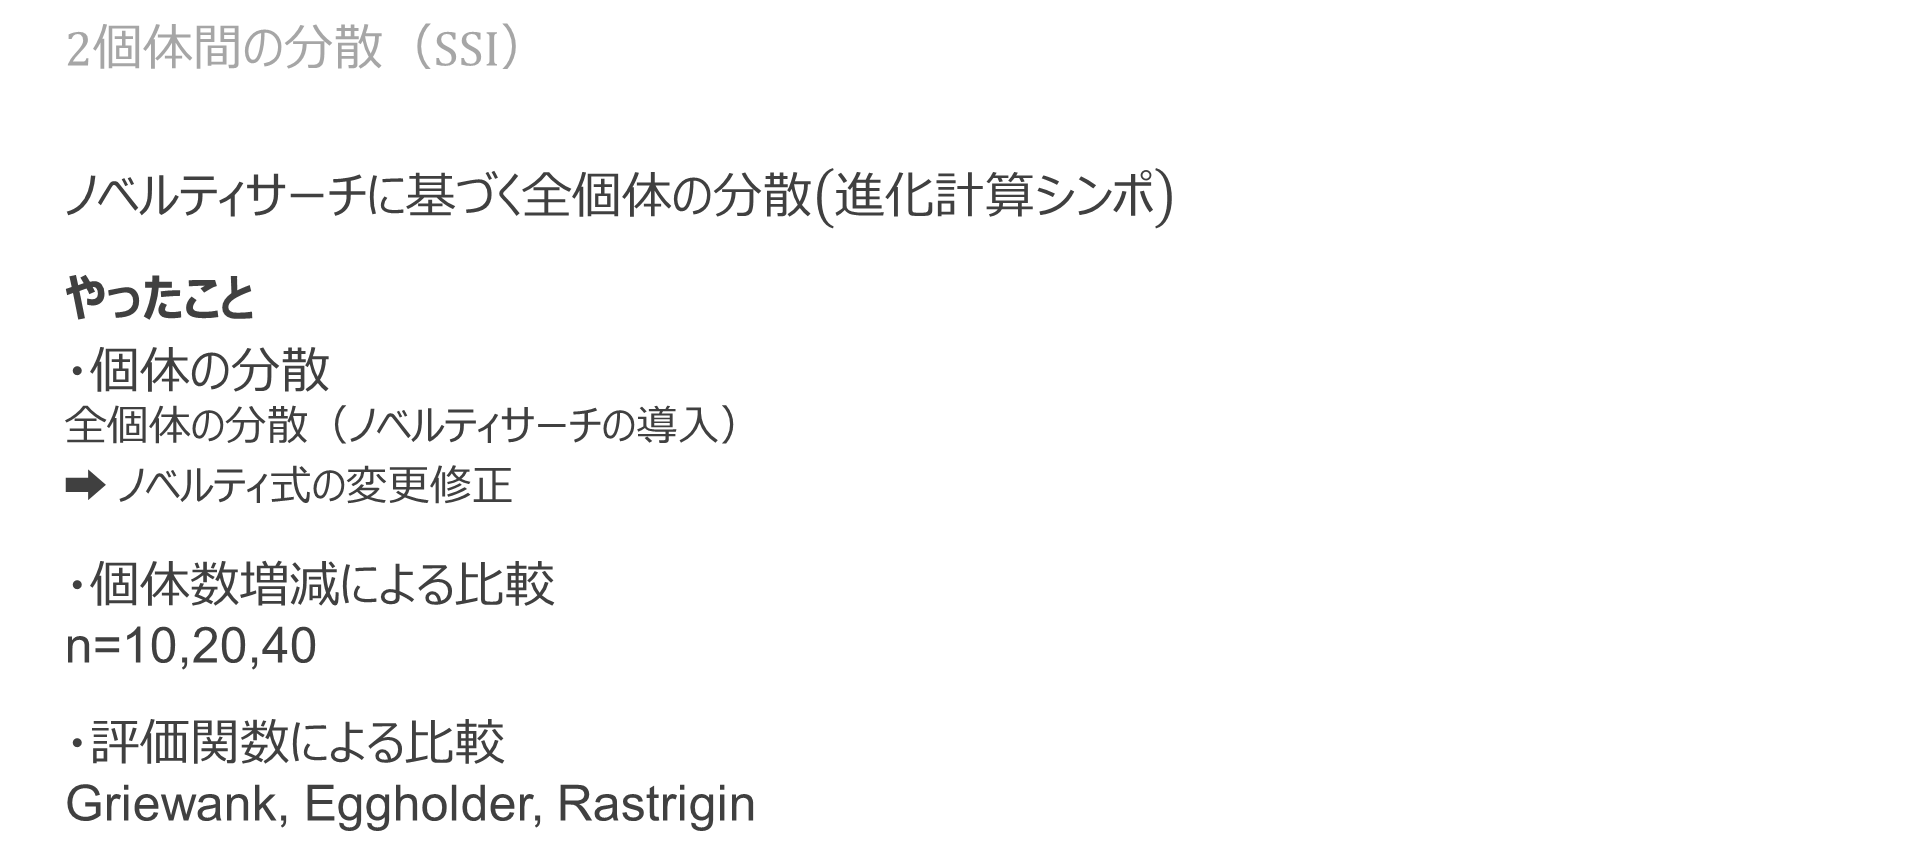 2個体間の分散（SSI）
ノベルティサーチに基づく全個体の分散(進化計算シンポ)
やったこと
・個体の分散
全個体の分散（ノベルティサーチの導入）
➡ ノベルティ式の変更修正
・個体数増減による比較
n=10,20,40
・評価関数による比較
Griewank, Eggholder, Rastrigin